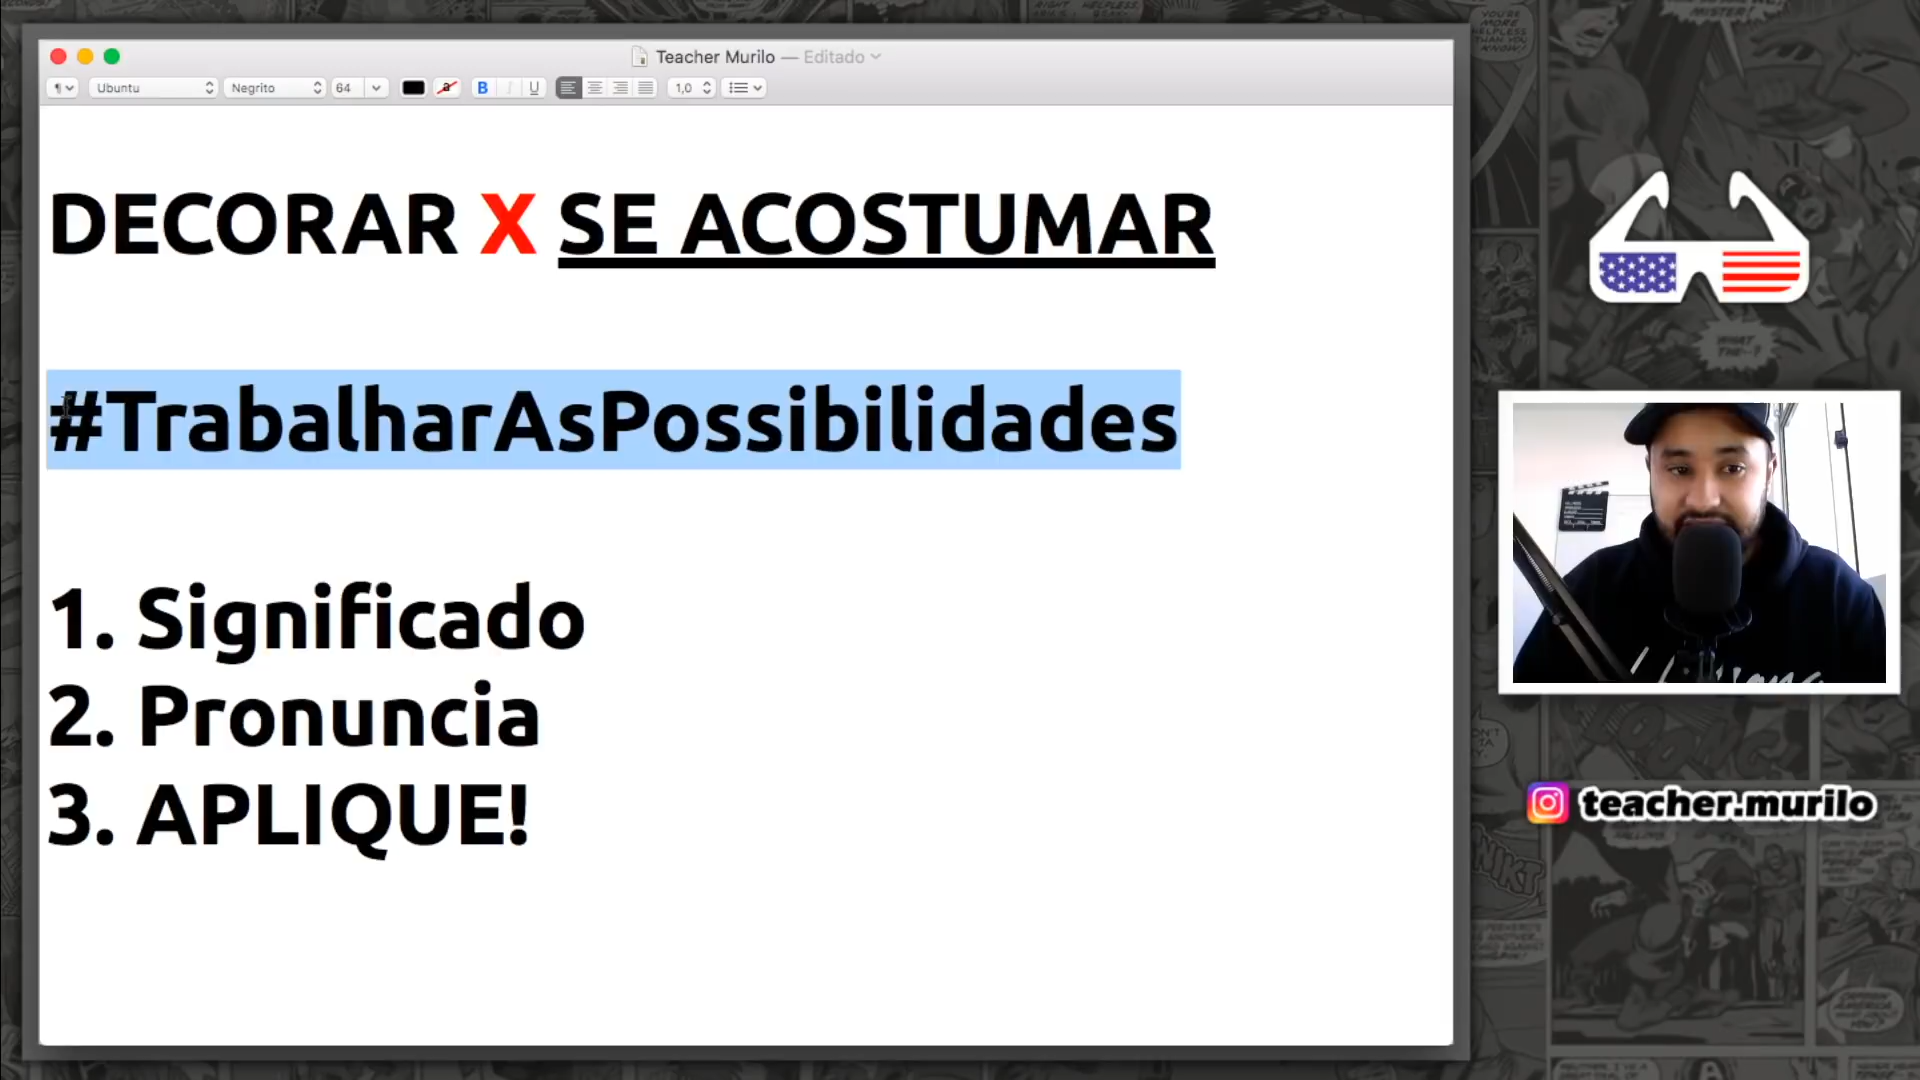 Teacher Murilo — Editado
Ubuntu Negrito 64 B I U 1,0
DECORAR X SE ACOSTUMAR
#TrabalharAsPossibilidades
1. Significado
2. Pronuncia
3. APLIQUE!
teacher.murilo